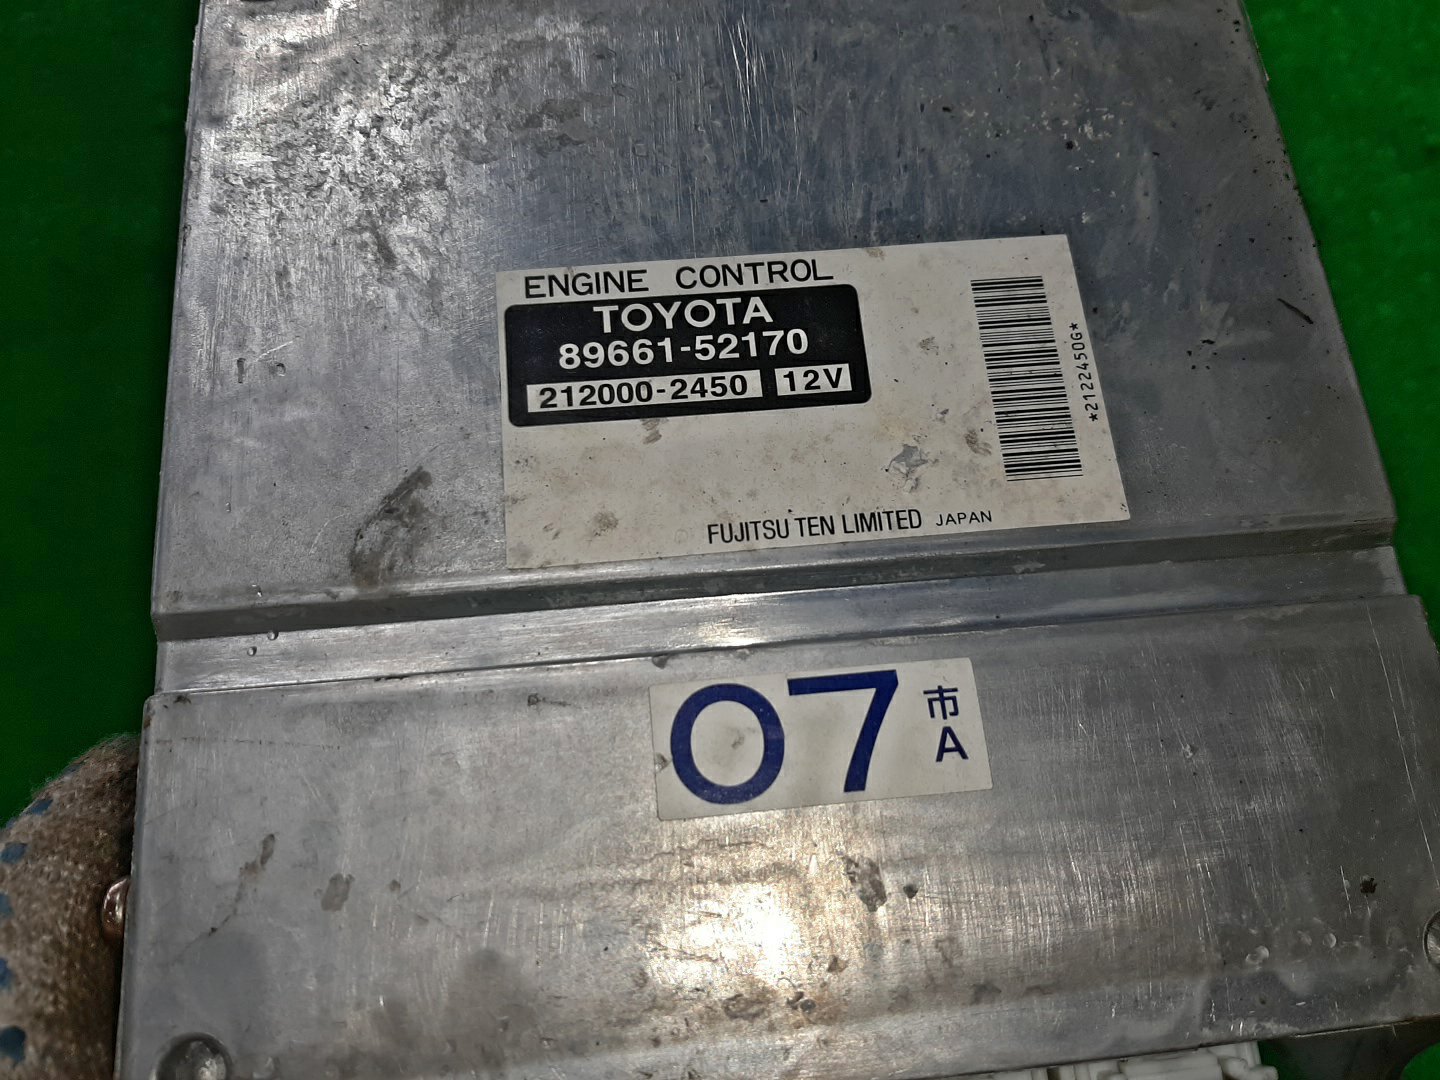 ENGINE CONTROL
TOYOTA
89661-52170
212000-2450 12V
*2122450G*
FUJITSU TEN LIMITED JAPAN
07 市
A